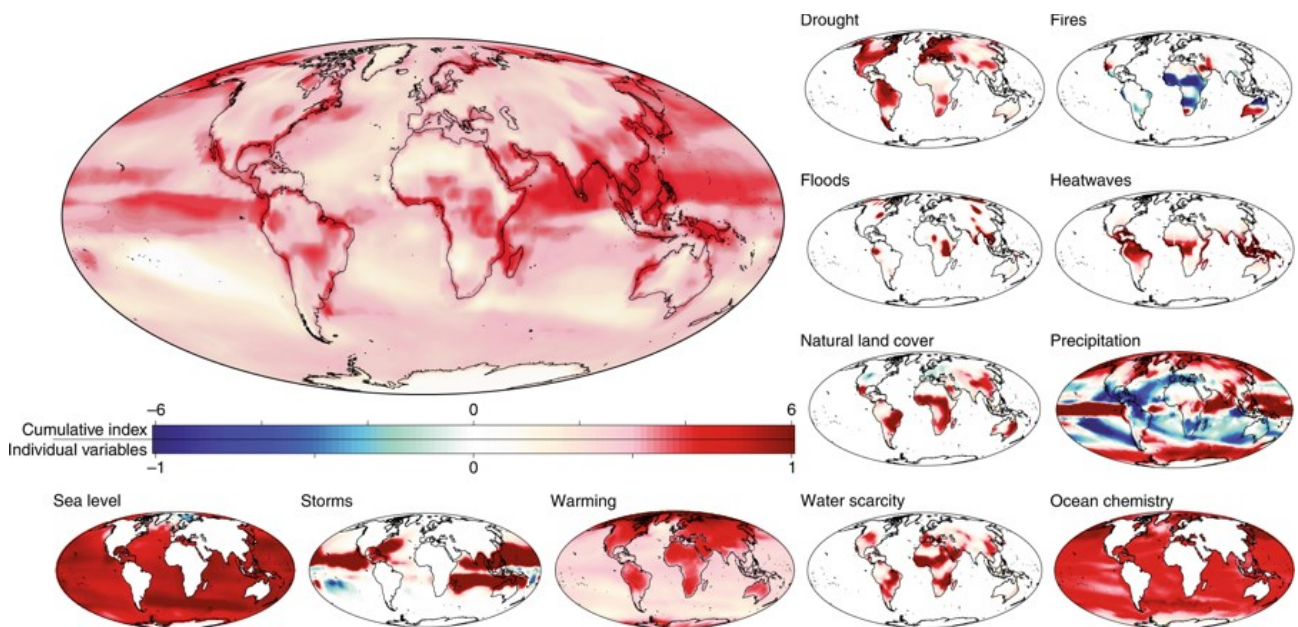 Drought
Fires
Floods
Heatwaves
Natural land cover
Precipitation
−6 0 6
Cumulative index
Individual variables
−1 0 1
Sea level
Storms
Warming
Water scarcity
Ocean chemistry